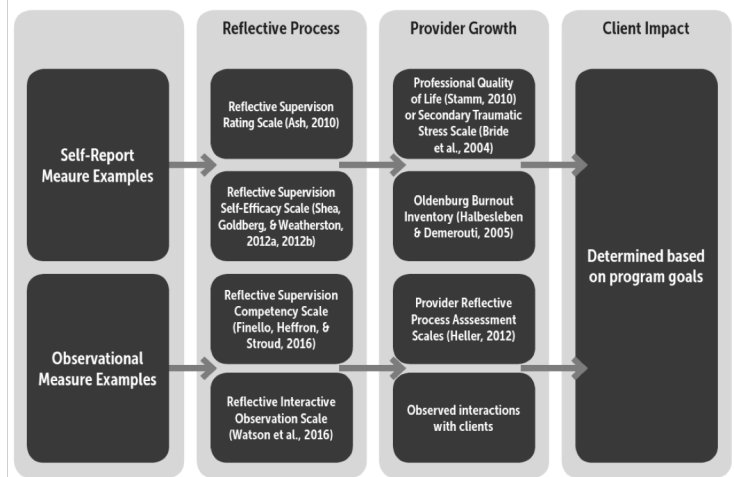 Reflective Process
Provider Growth
Client Impact
Self-Report
Meaure Examples
Reflective Supervison
Rating Scale (Ash, 2010)
Reflective Supervision
Self-Efficacy Scale (Shea,
Goldberg, & Weatherston,
2012a, 2012b)
Professional Quality
of Life (Stamm, 2010)
or Secondary Traumatic
Stress Scale (Bride
et al., 2004)
Oldenburg Burnout
Inventory (Halbesleben
& Demerouti, 2005)
Determined based
on program goals
Observational
Measure Examples
Reflective Supervision
Competency Scale
(Finello, Heffron, &
Stroud, 2016)
Reflective Interactive
Observation Scale
(Watson et al., 2016)
Provider Reflective
Process Asssessment
Scales (Heller, 2012)
Observed interactions
with clients